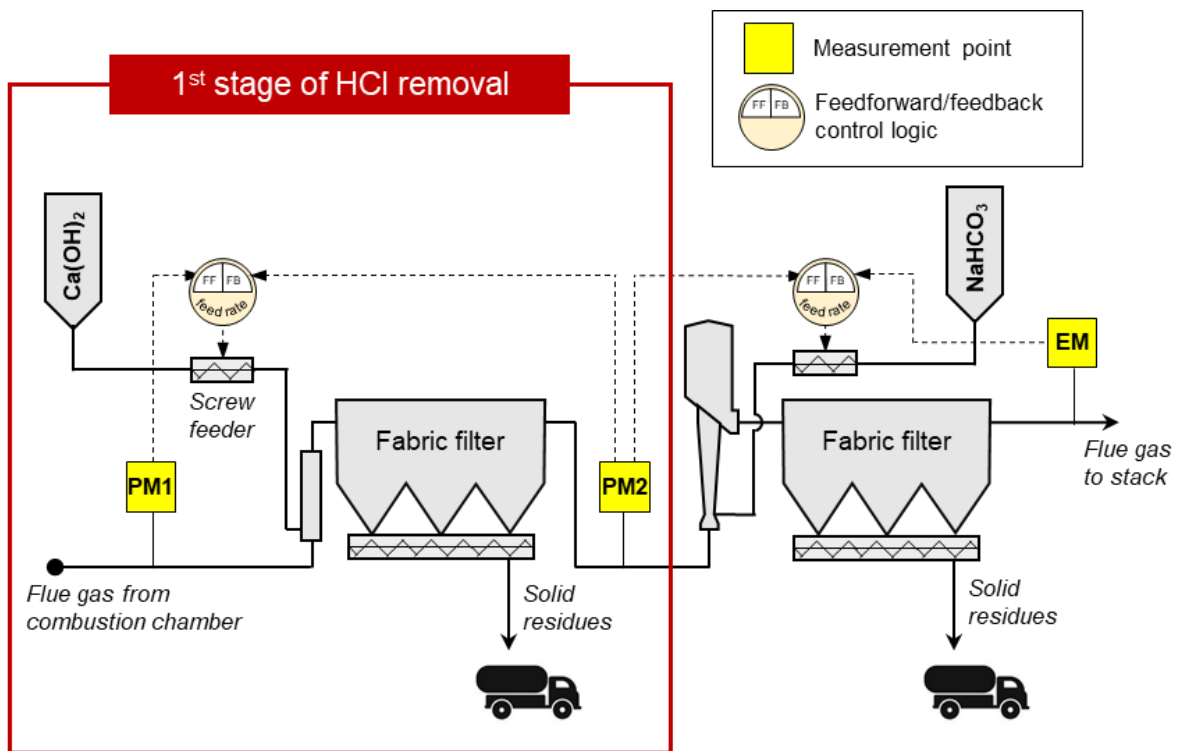 Measurement point
FF FB
Feedforward/feedback
control logic
1st stage of HCl removal
Ca(OH)2
FF FB
feed rate
Screw
feeder
PM1
Fabric filter
PM2
Flue gas from
combustion chamber
Solid
residues
FF FB
feed rate
NaHCO3
EM
Fabric filter
Flue gas
to stack
Solid
residues